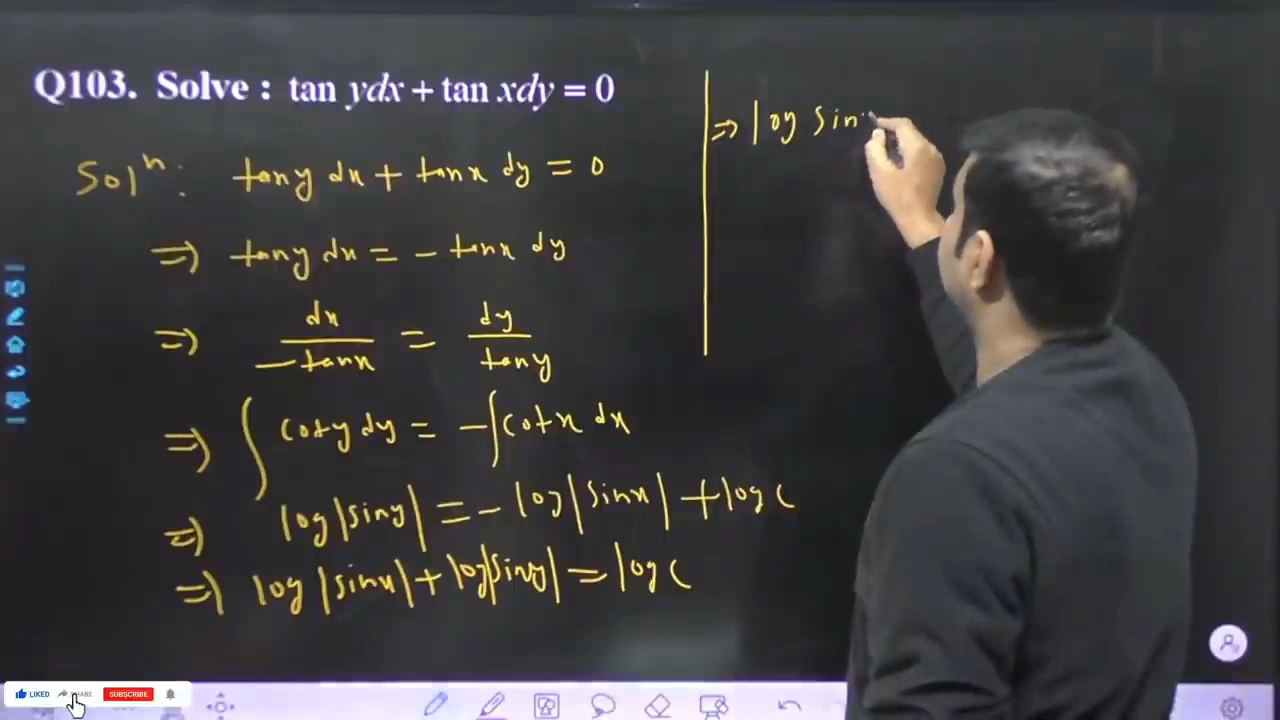 Q103. Solve : tan ydx + tan xdy = 0
Solⁿ: tany dx + tanx dy = 0
=> tany dx = - tanx dy
=> dx/-tanx = dy/tany
=> ∫ coty dy = -∫cotx dx
=> log|siny| = - log|sinx| + log C
=> log|sinx| + log|siny| = log C
=> log sin
LIKED SHARE SUBSCRIBE